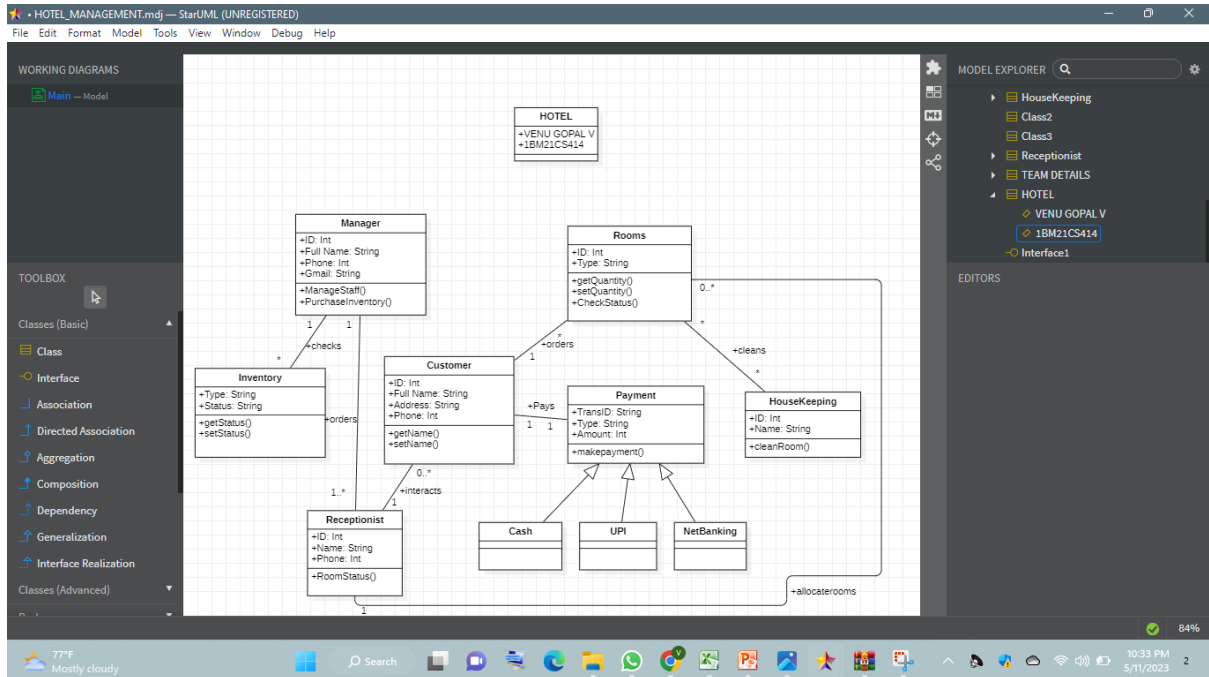 HOTEL_MANAGEMENT.mdj — StarUML (UNREGISTERED)
File Edit Format Model Tools View Window Debug Help
WORKING DIAGRAMS
Main — Model
TOOLBOX
Classes (Basic)
Class
Interface
Association
Directed Association
Aggregation
Composition
Dependency
Generalization
Interface Realization
Classes (Advanced)
HOTEL
+VENU GOPAL V
+1BM21CS414
Manager
+ID: Int
+Full Name: String
+Phone: Int
+Gmail: String
+ManageStaff()
+PurchaseInventory()
1
1
+checks
*
Inventory
+Type: String
+Status: String
+getStatus()
+setStatus()
+orders
1..*
Customer
+ID: Int
+Full Name: String
+Address: String
+Phone: Int
+getName()
+setName()
0..*
+interacts
1
Receptionist
+ID: Int
+Name: String
+Phone: Int
+RoomStatus()
1
Rooms
+ID: Int
+Type: String
+getQuantity()
+setQuantity()
+CheckStatus()
0..*
*
+orders
1
*
+cleans
*
+Pays
1 1
Payment
+TransID: String
+Type: String
+Amount: Int
+makepayment()
HouseKeeping
+ID: Int
+Name: String
+cleanRoom()
Cash
UPI
NetBanking
+allocaterooms
MODEL EXPLORER
HouseKeeping
Class2
Class3
Receptionist
TEAM DETAILS
HOTEL
VENU GOPAL V
1BM21CS414
Interface1
EDITORS
84%
77°F
Mostly cloudy
Search
10:33 PM
5/11/2023
2